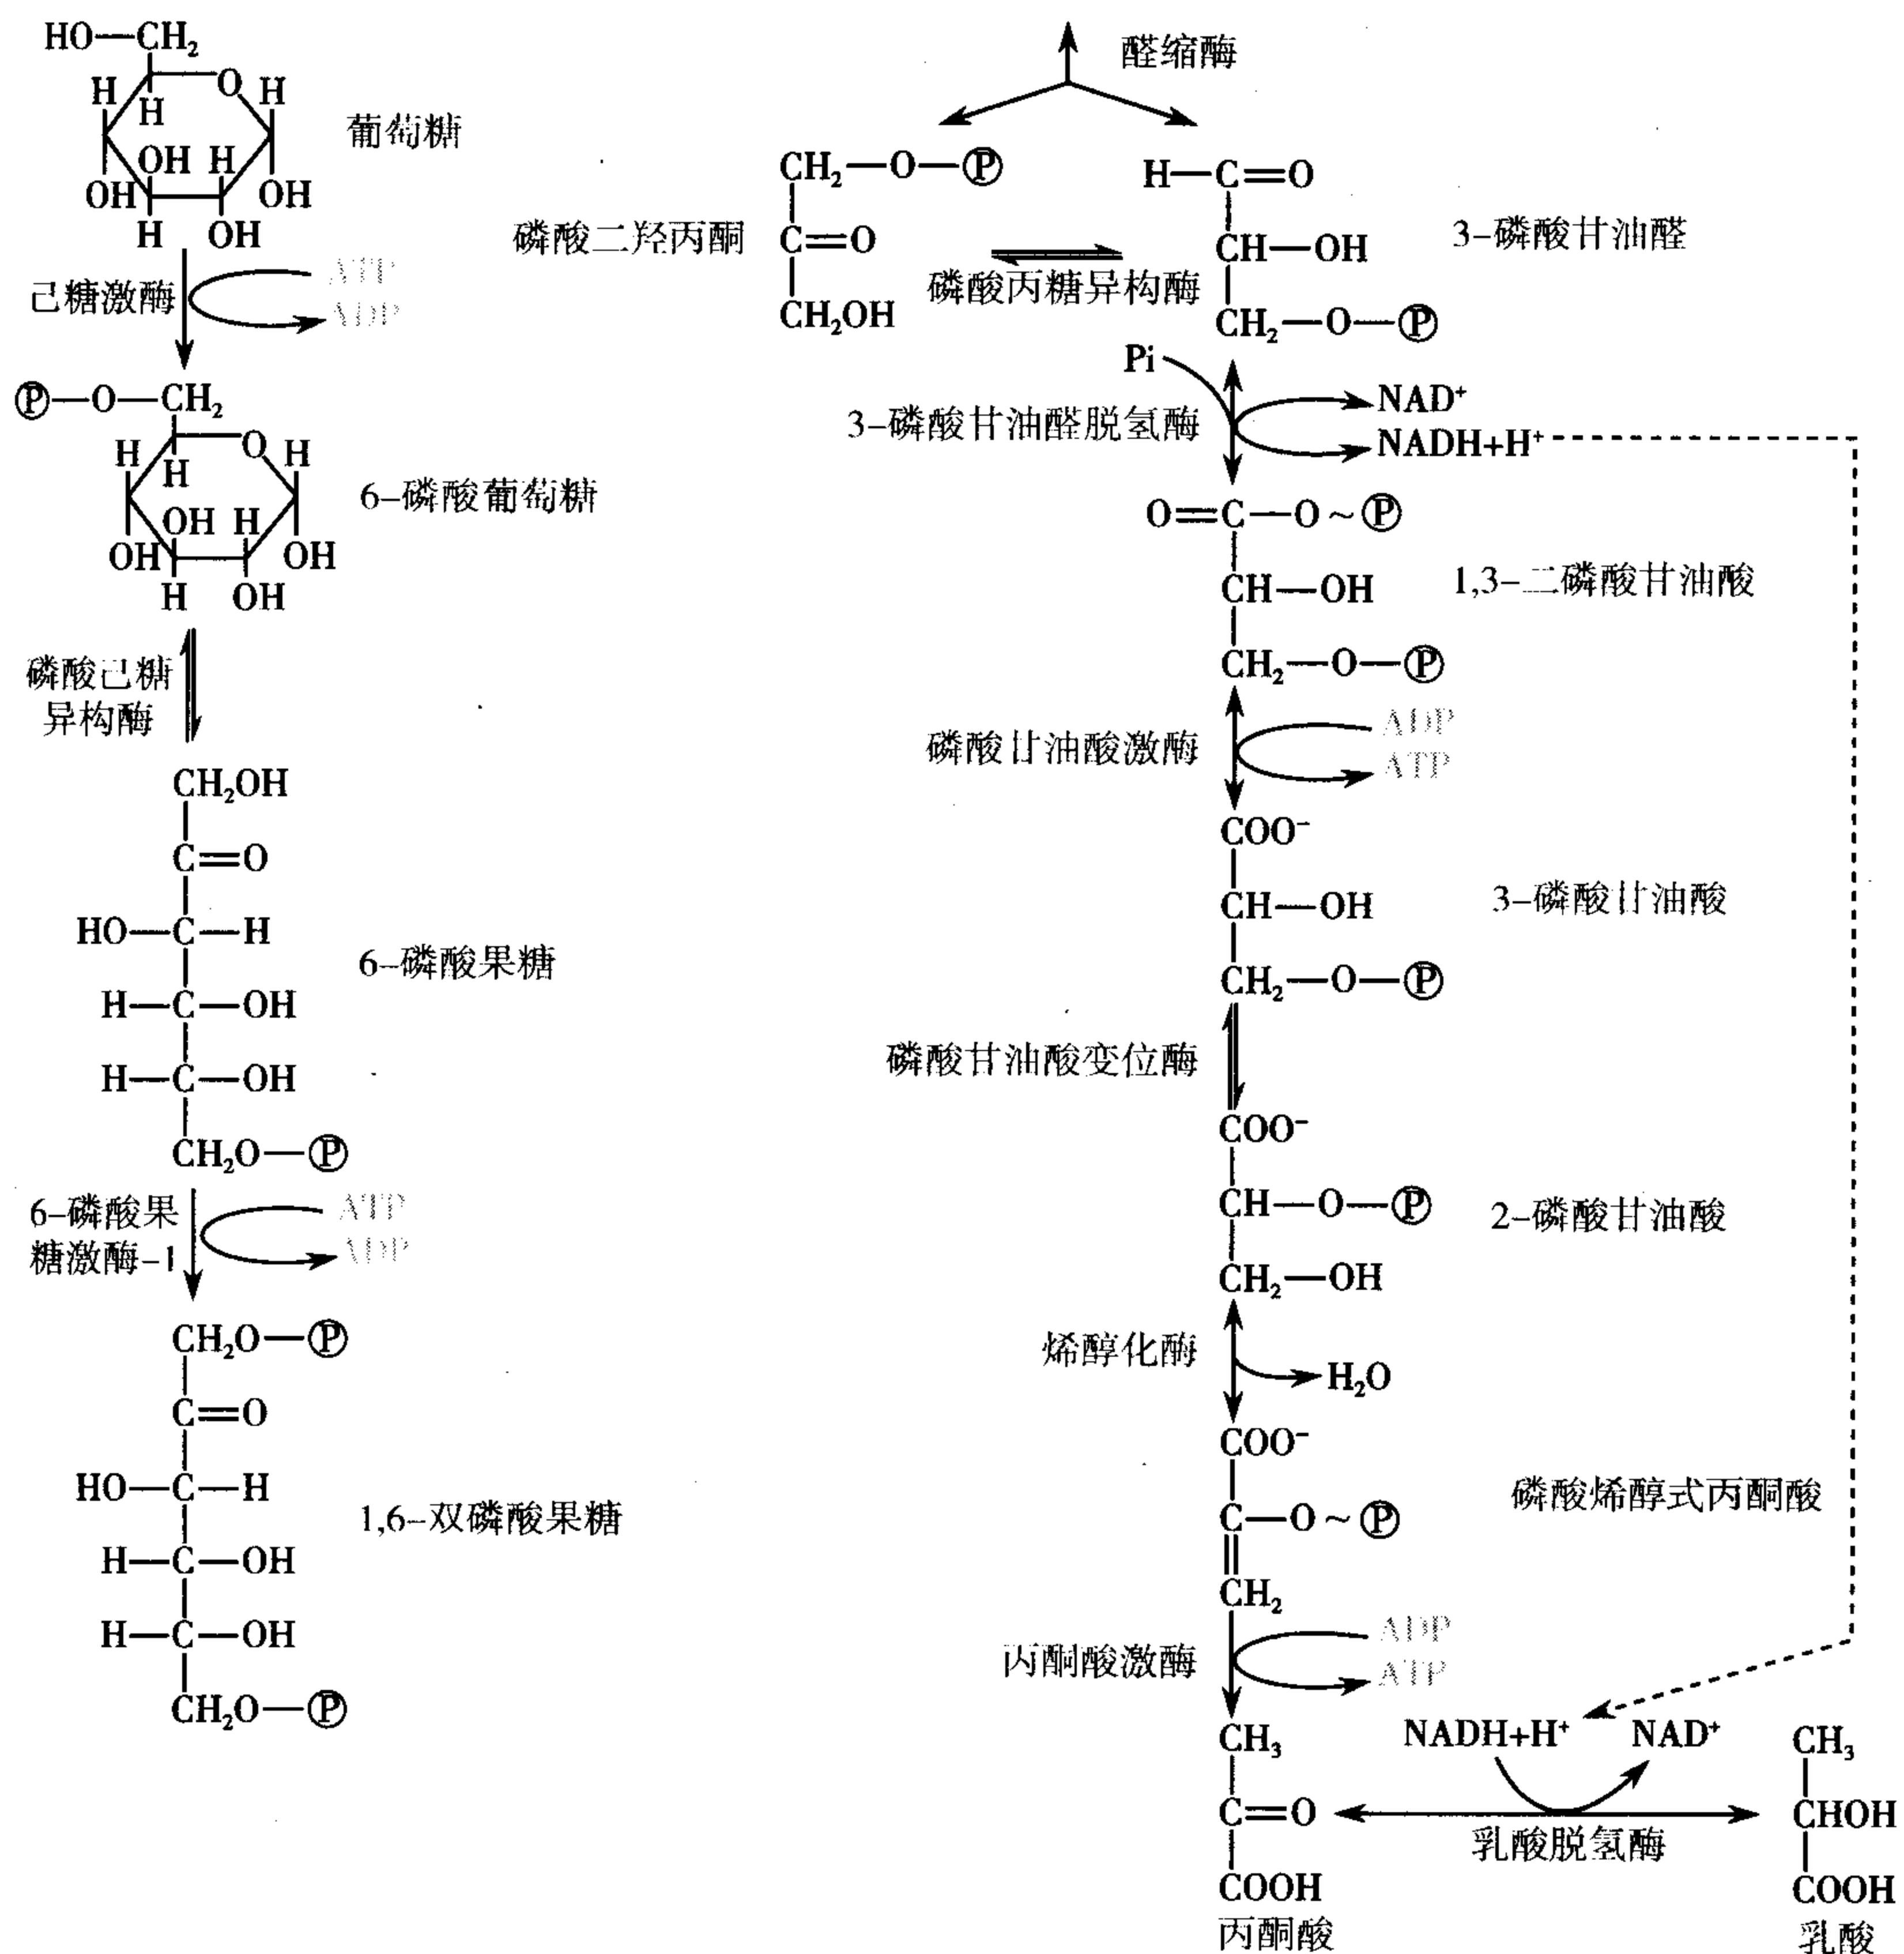 HO—CH₂
O
H
H
H
OH
H
OH
OH
H
OH
葡萄糖
己糖激酶
ATP
ADP
Ⓟ—O—CH₂
O
H
H
H
OH
H
OH
OH
H
OH
6-磷酸葡萄糖
磷酸己糖
异构酶
CH₂OH
C=O
HO—C—H
H—C—OH
H—C—OH
CH₂O—Ⓟ
6-磷酸果糖
6-磷酸果
糖激酶-1
ATP
ADP
CH₂O—Ⓟ
C=O
HO—C—H
H—C—OH
H—C—OH
CH₂O—Ⓟ
1,6-双磷酸果糖
醛缩酶
CH₂—O—Ⓟ
C=O
CH₂OH
磷酸二羟丙酮
磷酸丙糖异构酶
H—C=O
CH—OH
CH₂—O—Ⓟ
3-磷酸甘油醛
Pi
3-磷酸甘油醛脱氢酶
NAD⁺
NADH+H⁺
O=C—O~Ⓟ
CH—OH
CH₂—O—Ⓟ
1,3-二磷酸甘油酸
磷酸甘油酸激酶
ADP
ATP
COO⁻
CH—OH
CH₂—O—Ⓟ
3-磷酸甘油酸
磷酸甘油酸变位酶
COO⁻
CH—O—Ⓟ
CH₂—OH
2-磷酸甘油酸
烯醇化酶
H₂O
COO⁻
C—O~Ⓟ
CH₂
磷酸烯醇式丙酮酸
丙酮酸激酶
ADP
ATP
CH₃
C=O
COOH
丙酮酸
NADH+H⁺
NAD⁺
乳酸脱氢酶
CH₃
CHOH
COOH
乳酸